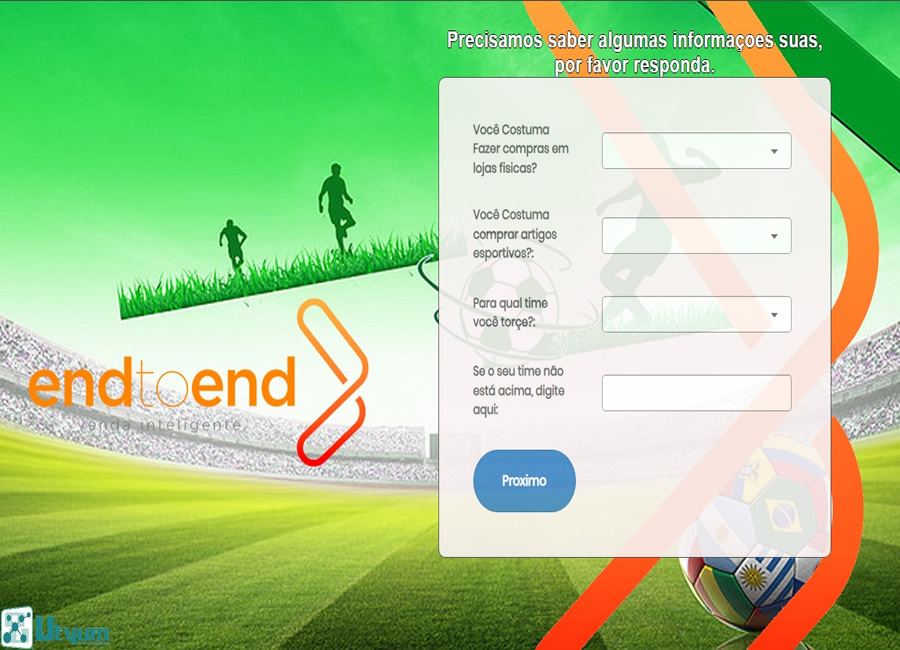 Precisamos saber algumas informaçoes suas,
por favor responda.
Você Costuma
Fazer compras em
lojas fisicas?
Você Costuma
comprar artigos
esportivos?:
Para qual time
você torçe?:
Se o seu time não
está acima, digite
aqui:
Proximo
endtoend
venda inteligente
Utyum